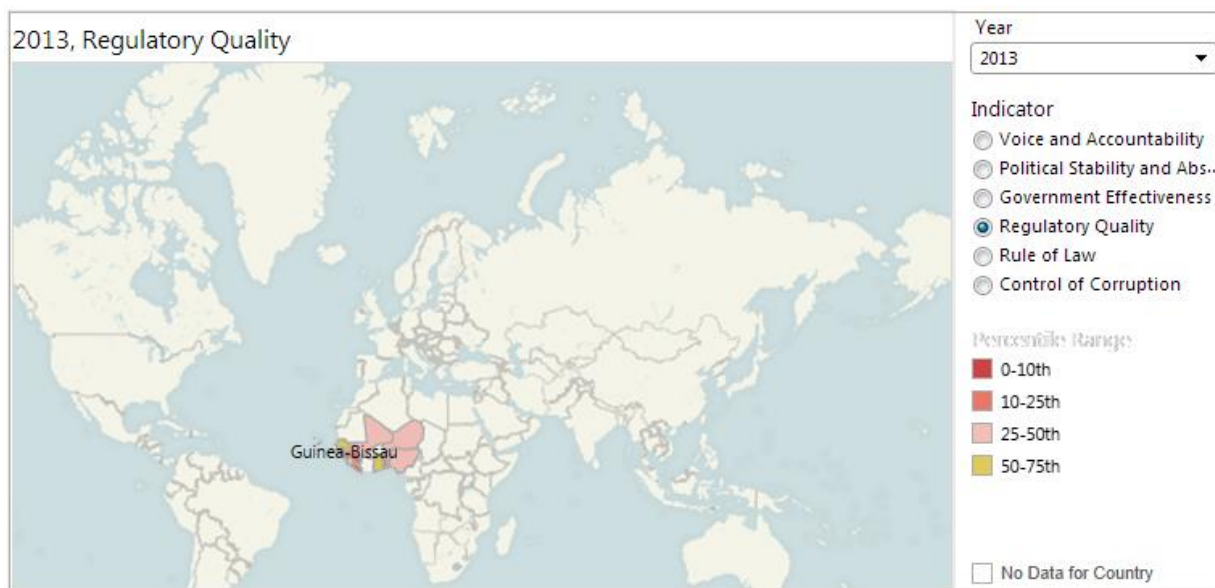 2013, Regulatory Quality
Guinea-Bissau
Year
2013
Indicator
Voice and Accountability
Political Stability and Abs...
Government Effectiveness
Regulatory Quality
Rule of Law
Control of Corruption
Percentile Range
0-10th
10-25th
25-50th
50-75th
No Data for Country